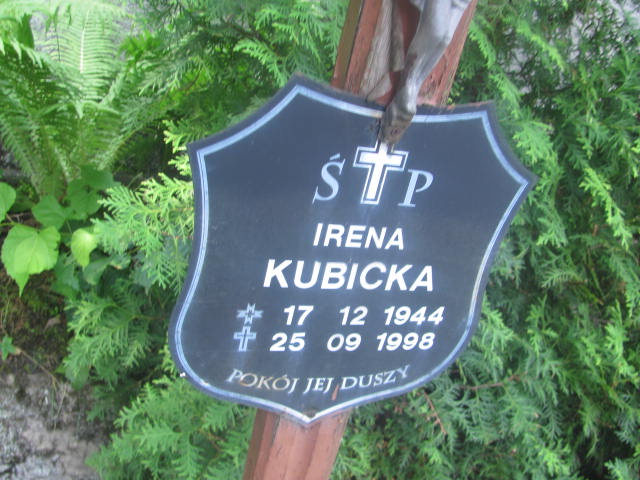 Ś P
IRENA
KUBICKA
17 12 1944
25 09 1998
POKÓJ JEJ DUSZY